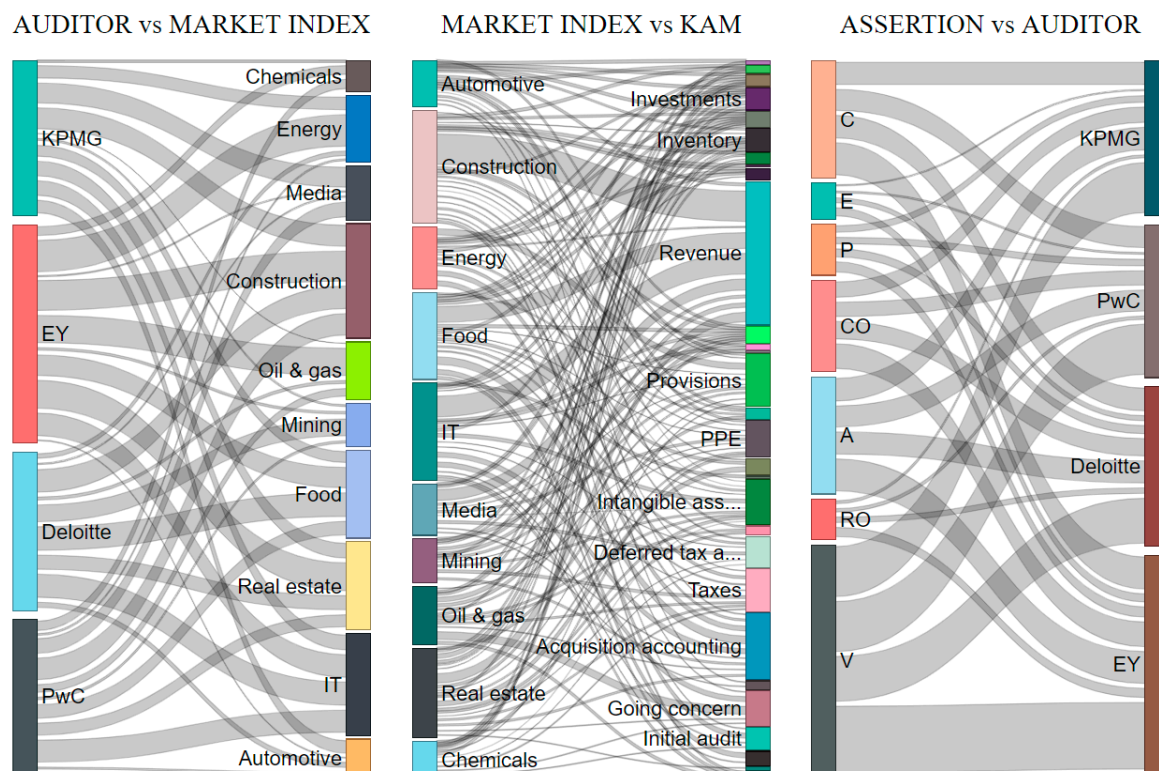 AUDITOR vs MARKET INDEX
MARKET INDEX vs KAM
ASSERTION vs AUDITOR
KPMG
EY
Deloitte
PwC
Chemicals
Energy
Media
Construction
Oil & gas
Mining
Food
Real estate
IT
Automotive
Automotive
Construction
Energy
Food
IT
Media
Mining
Oil & gas
Real estate
Chemicals
Investments
Inventory
Revenue
Provisions
PPE
Intangible ass...
Deferred tax a...
Taxes
Acquisition accounting
Going concern
Initial audit
C
E
P
CO
A
RO
V
KPMG
PwC
Deloitte
EY